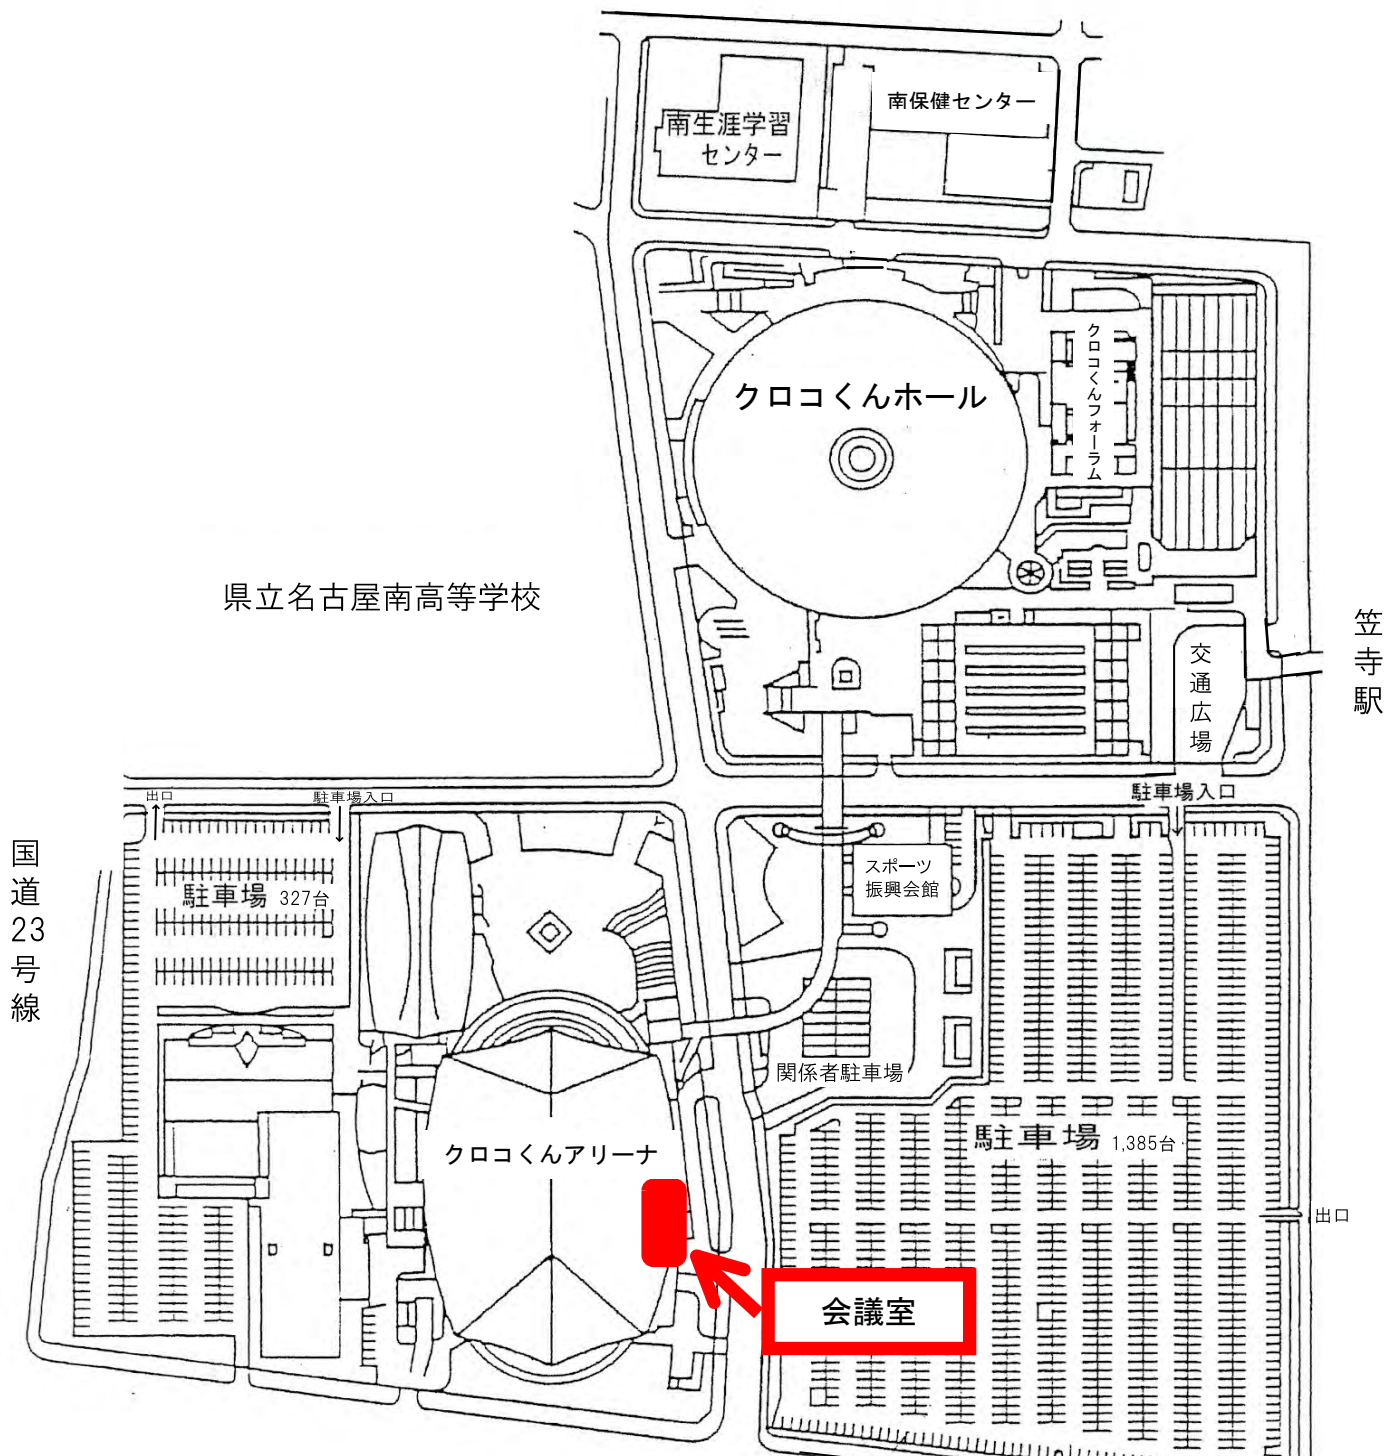 南保健センター
南生涯学習
センター
クロコくんフォーラム
クロコくんホール
県立名古屋南高等学校
笠寺駅
交通広場
出口
駐車場入口
駐車場入口
国道23号線
駐車場 327台
スポーツ
振興会館
関係者駐車場
駐車場 1,385台
クロコくんアリーナ
出口
会議室